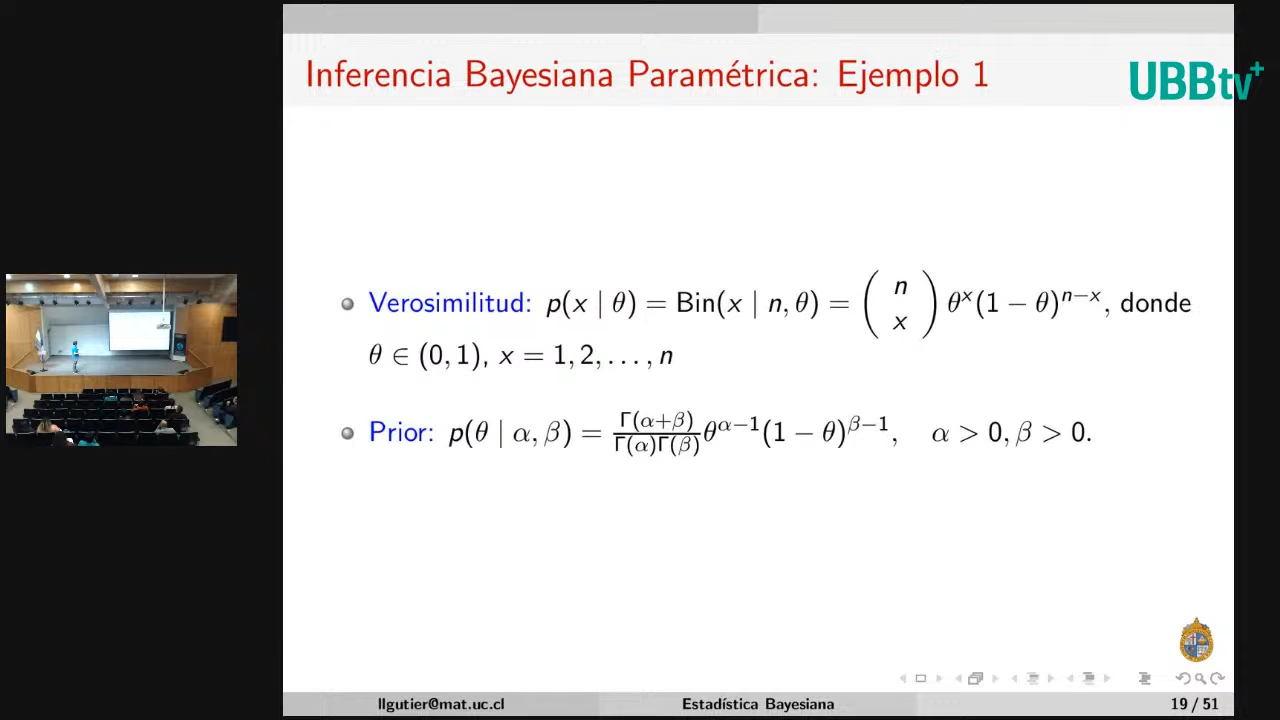 Inferencia Bayesiana Paramétrica: Ejemplo 1
UBBtv+
Verosimilitud: p(x | θ) = Bin(x | n, θ) = ( n x ) θ^x(1 − θ)^{n−x}, donde
θ ∈ (0, 1), x = 1, 2, . . . , n
Prior: p(θ | α, β) = Γ(α+β)/Γ(α)Γ(β) θ^{α−1}(1 − θ)^{β−1}, α > 0, β > 0.
llgutier@mat.uc.cl
Estadística Bayesiana
19 / 51